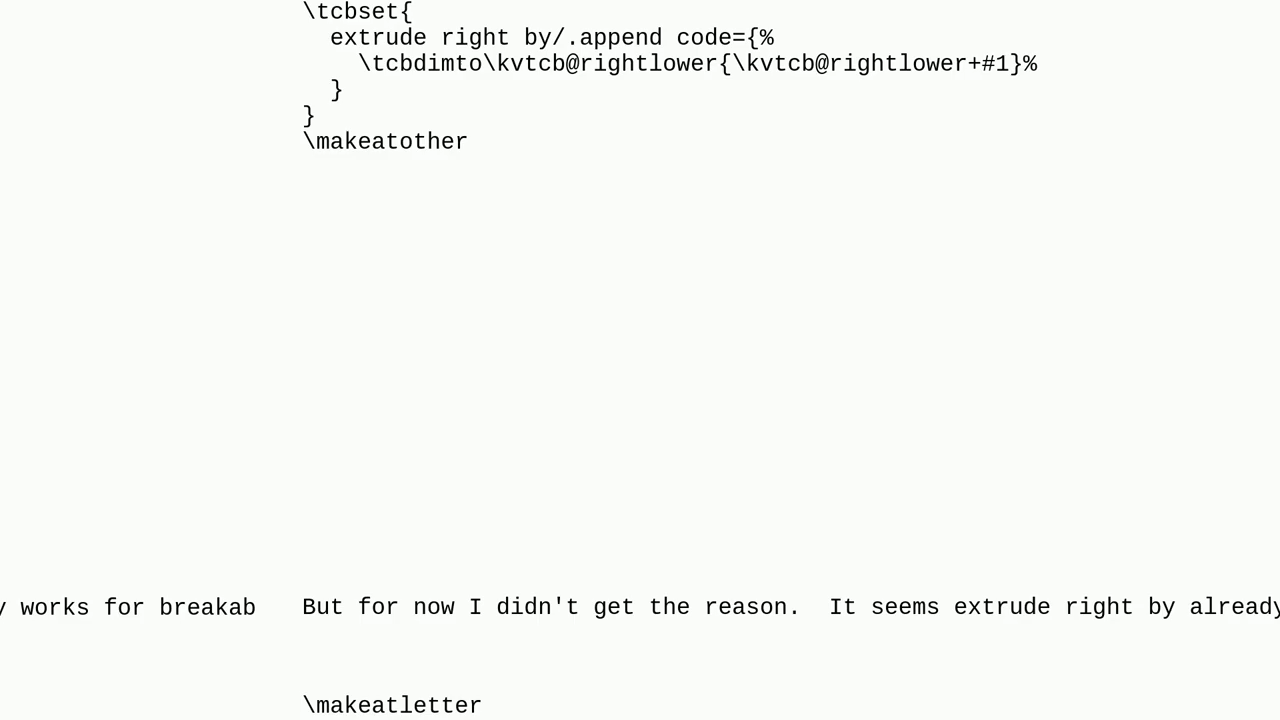 \tcbset{
  extrude right by/.append code={%
    \tcbdimto\kvtcb@rightlower{\kvtcb@rightlower+#1}%
  }
}
\makeatother
works for breakab
But for now I didn't get the reason.  It seems extrude right by already
\makeatletter